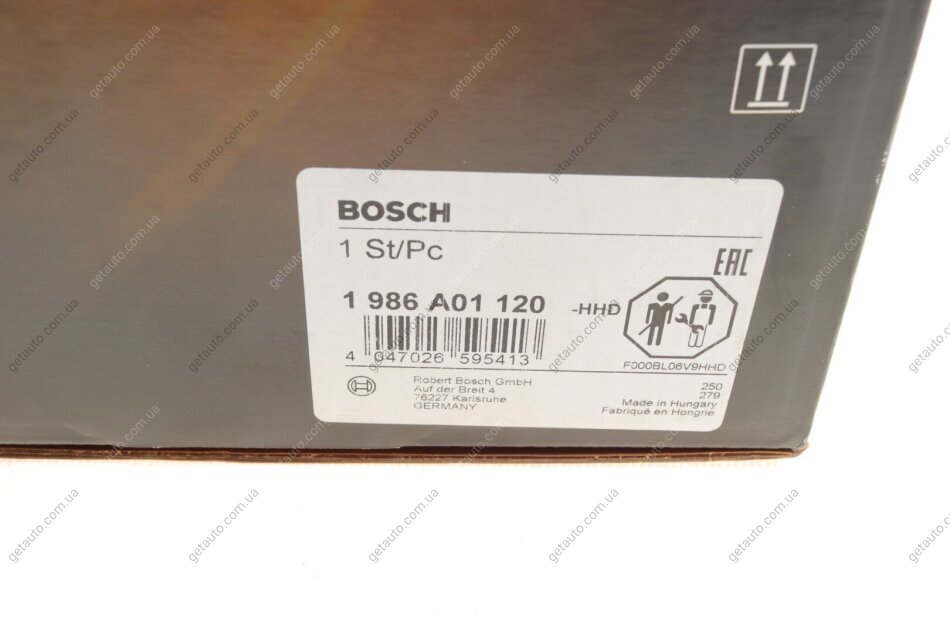 BOSCH
1 St/Pc
EAC
1 986 A01 120 -HHD
4 047026 595413
F000BL06V9HHD
Robert Bosch GmbH
Auf der Breit 4
76227 Karlsruhe
GERMANY
250
279
Made in Hungary
Fabriqué en Hongrie
getauto.com.ua